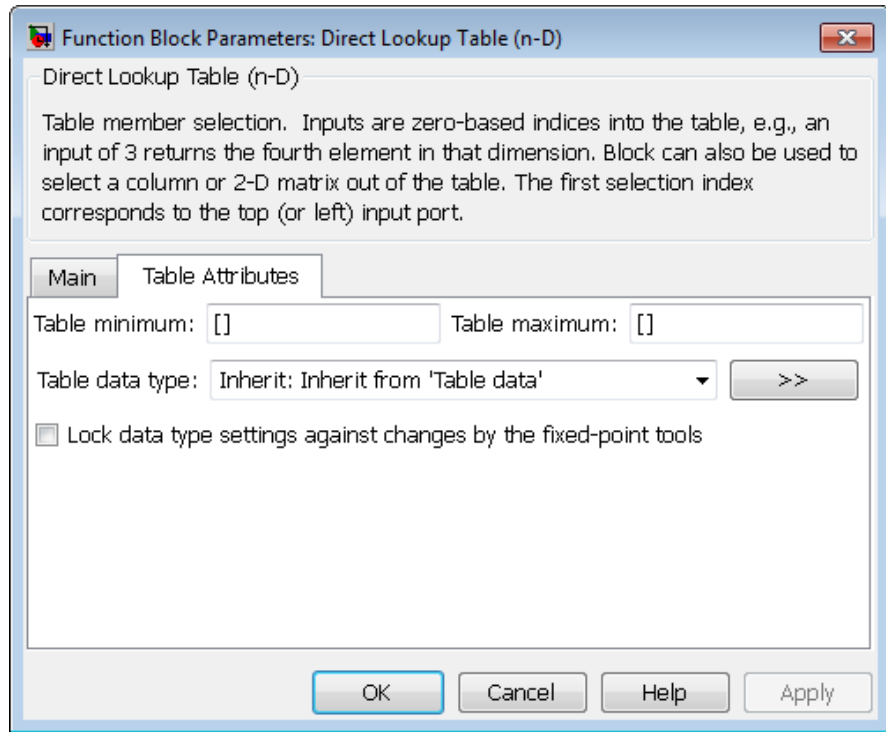 Function Block Parameters: Direct Lookup Table (n-D)
Direct Lookup Table (n-D)
Table member selection. Inputs are zero-based indices into the table, e.g., an
input of 3 returns the fourth element in that dimension. Block can also be used to
select a column or 2-D matrix out of the table. The first selection index
corresponds to the top (or left) input port.
Main Table Attributes
Table minimum: [] Table maximum: []
Table data type: Inherit: Inherit from 'Table data' >>
Lock data type settings against changes by the fixed-point tools
OK Cancel Help Apply